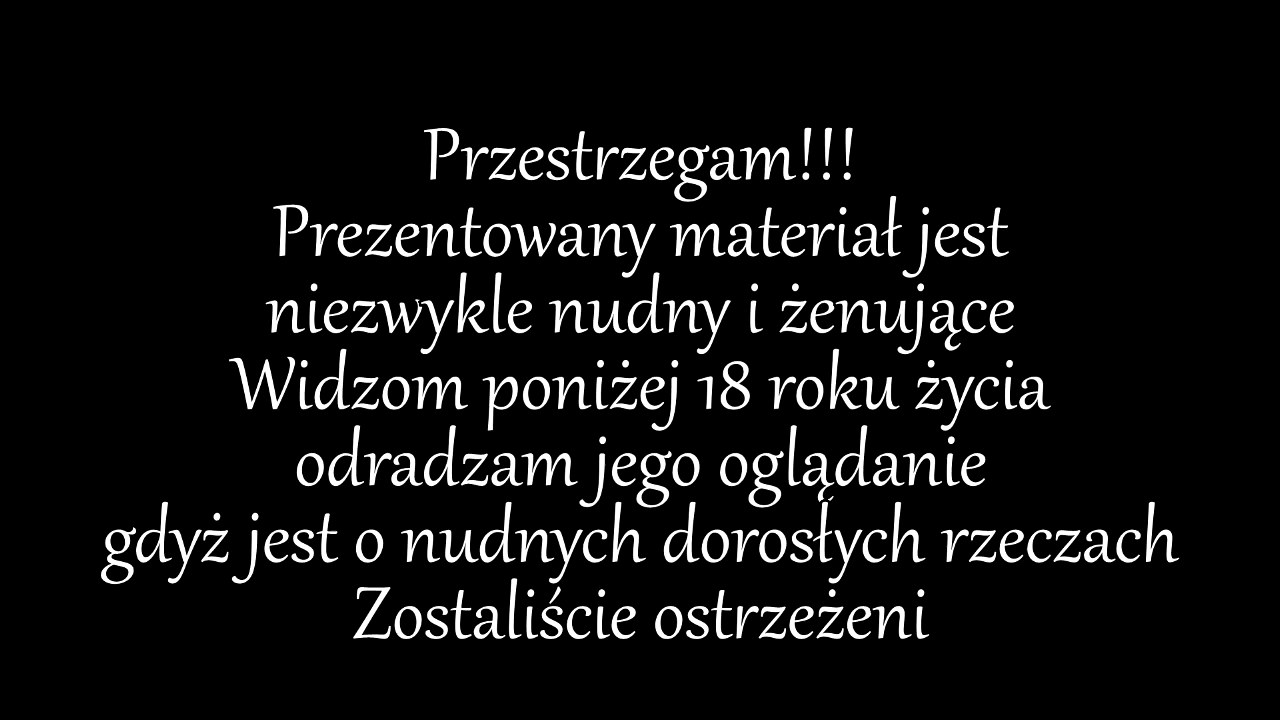 Przestrzegam!!!
Prezentowany materiał jest
niezwykle nudny i żenujące
Widzom poniżej 18 roku życia
odradzam jego oglądanie
gdyż jest o nudnych dorosłych rzeczach
Zostaliście ostrzeżeni